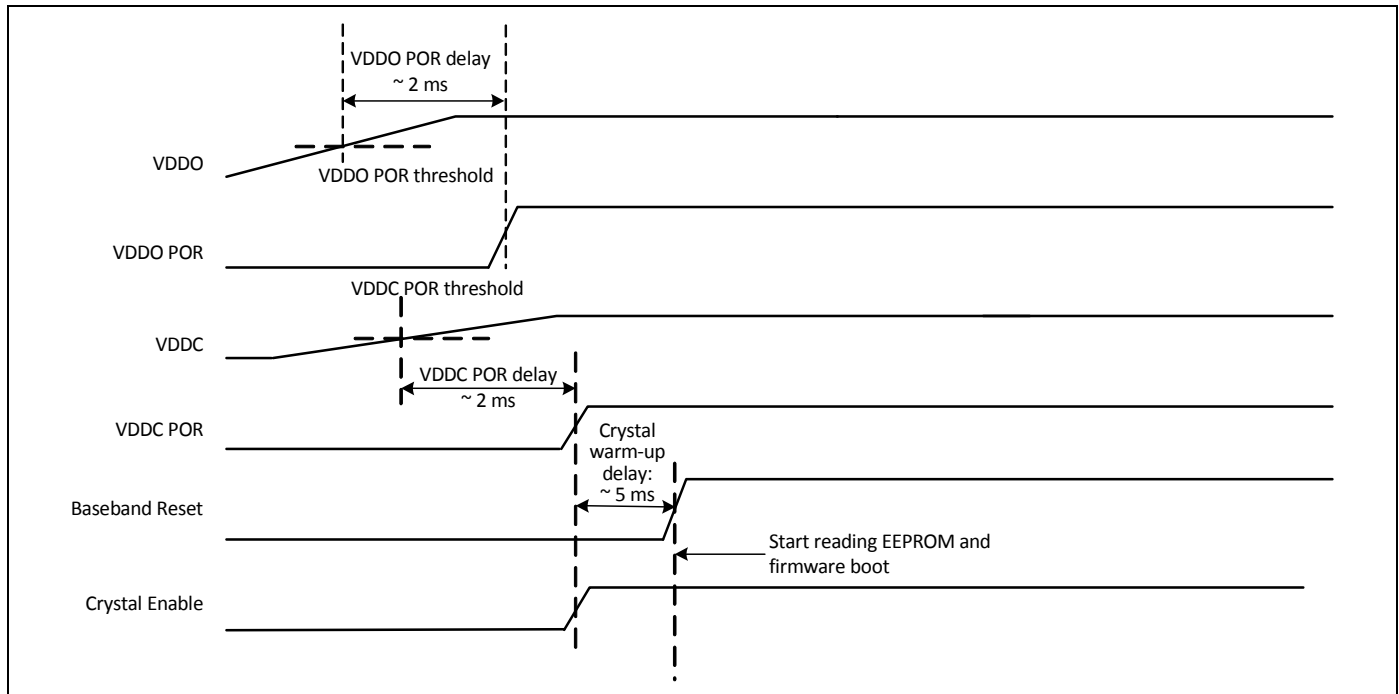 VDDO POR delay
~ 2 ms
VDDO
VDDO POR threshold
VDDO POR
VDDC POR threshold
VDDC
VDDC POR delay
~ 2 ms
VDDC POR
Crystal
warm-up
delay:
~ 5 ms
Baseband Reset
Start reading EEPROM and
firmware boot
Crystal Enable